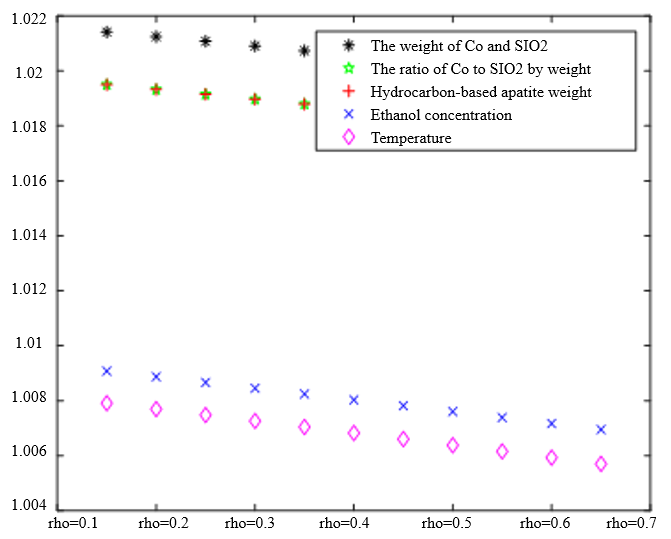 1.022
1.02
1.018
1.016
1.014
1.022
1.01
1.008
1.006
1.004
The weight of Co and SIO2
The ratio of Co to SIO2 by weight
Hydrocarbon-based apatite weight
Ethanol concentration
Temperature
rho=0.1 rho=0.2 rho=0.3 rho=0.4 rho=0.5 rho=0.6 rho=0.7